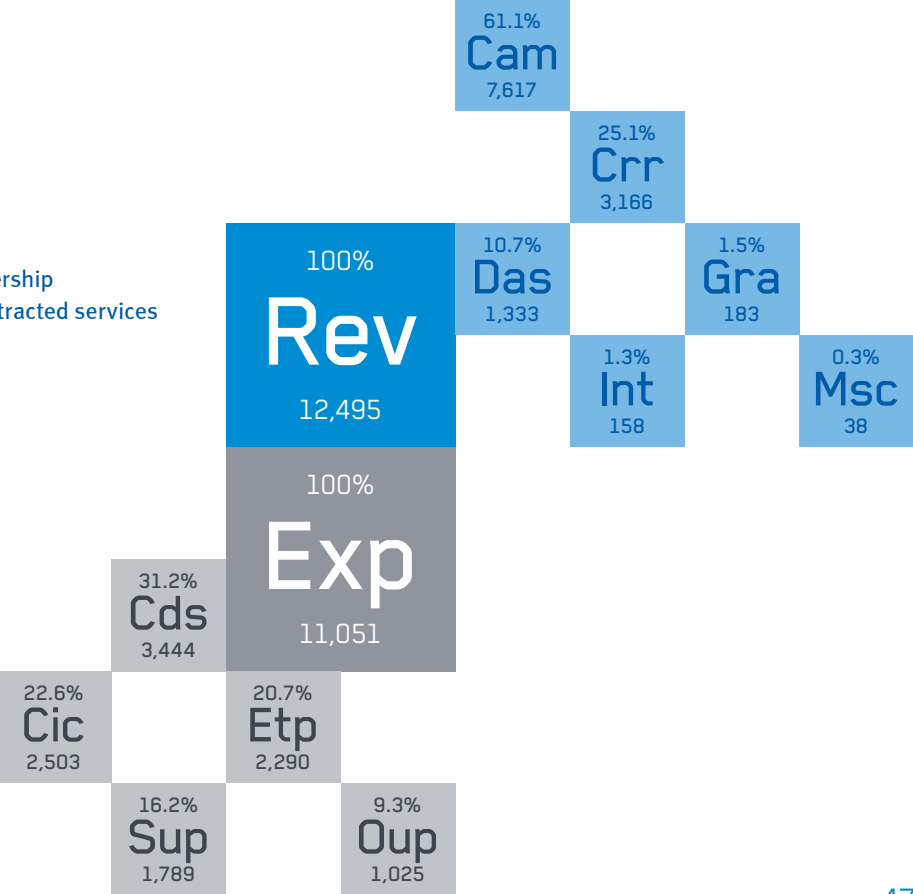 61.1%
Cam
7,617
25.1%
Crr
3,166
10.7%
Das
1,333
1.5%
Gra
183
1.3%
Int
158
0.3%
Msc
38
services
100%
Rev
12,495
100%
Exp
11,051
31.2%
Cds
3,444
22.6%
Cic
2,503
20.7%
Etp
2,290
16.2%
Sup
1,789
9.3%
Oup
1,025